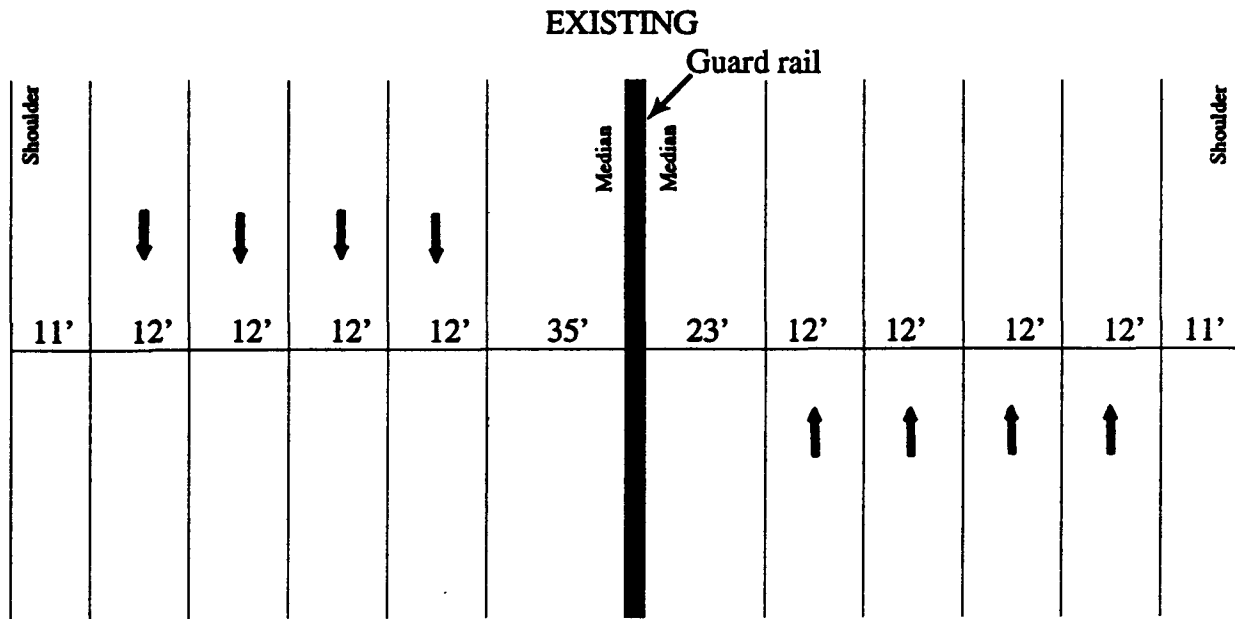 EXISTING
Guard rail
Shoulder
Median
Median
Shoulder
11’ 12’ 12’ 12’ 12’ 35’ 23’ 12’ 12’ 12’ 12’ 11’